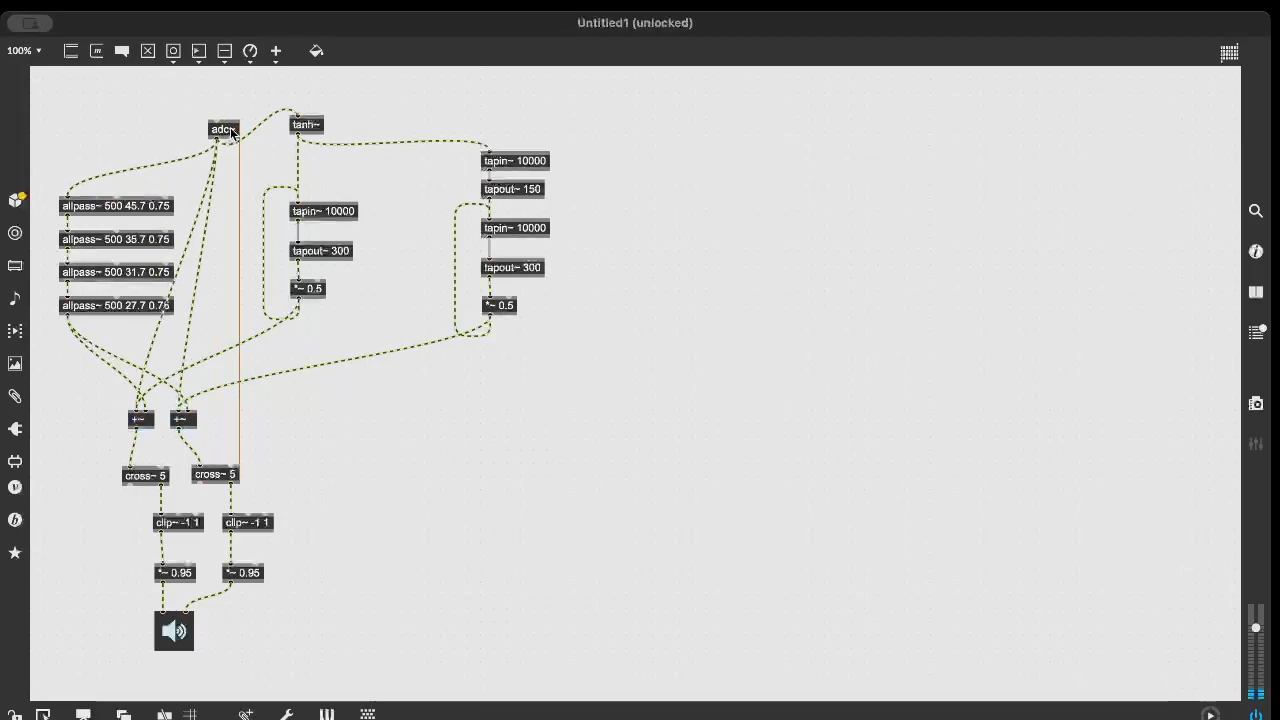 Untitled1 (unlocked)
100%
adc~
tanh~
tapin~ 10000
tapout~ 150
allpass~ 500 45.7 0.75
tapin~ 10000
tapin~ 10000
allpass~ 500 35.7 0.75
tapout~ 300
tapout~ 300
allpass~ 500 31.7 0.75
*~ 0.5
allpass~ 500 27.7 0.75
*~ 0.5
+~
+~
cross~ 5
cross~ 5
clip~ -1 1
clip~ -1 1
*~ 0.95
*~ 0.95